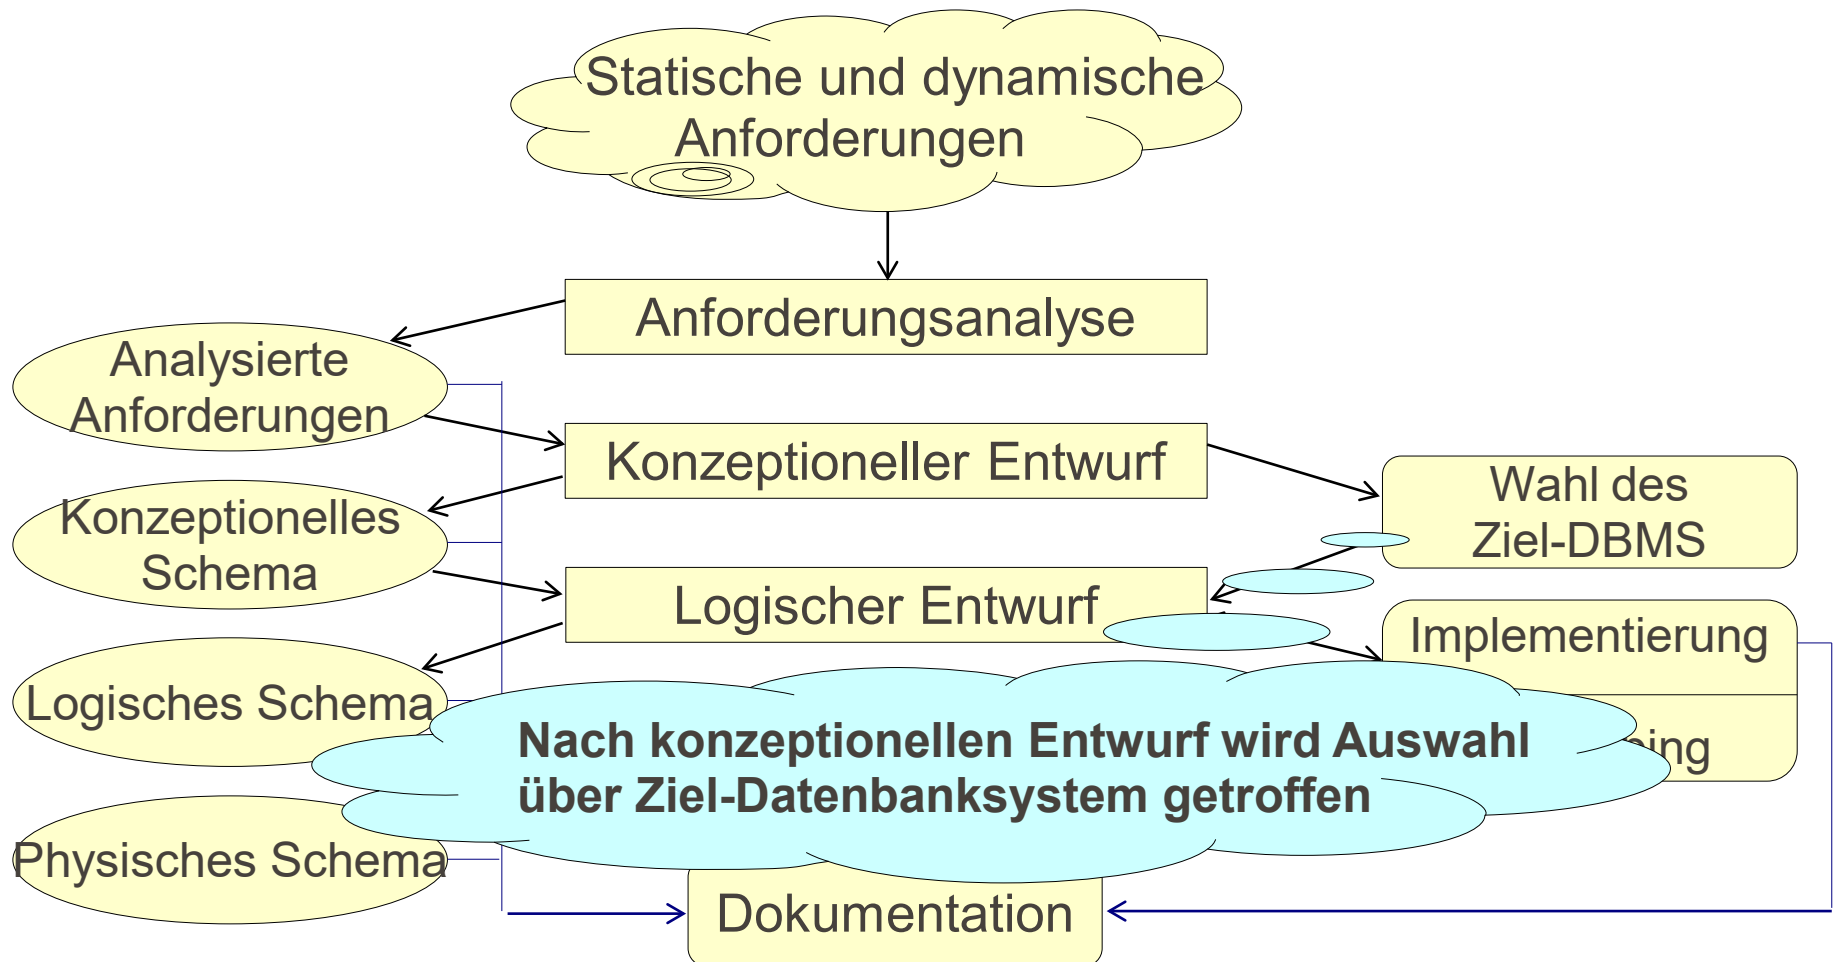 Statische und dynamische
Anforderungen
Anforderungsanalyse
Analysierte
Anforderungen
Konzeptioneller Entwurf
Wahl des
Ziel-DBMS
Konzeptionelles
Schema
Logischer Entwurf
Implementierung
Logisches Schema
Nach konzeptionellen Entwurf wird Auswahl
über Ziel-Datenbanksystem getroffen
Physisches Schema
Dokumentation